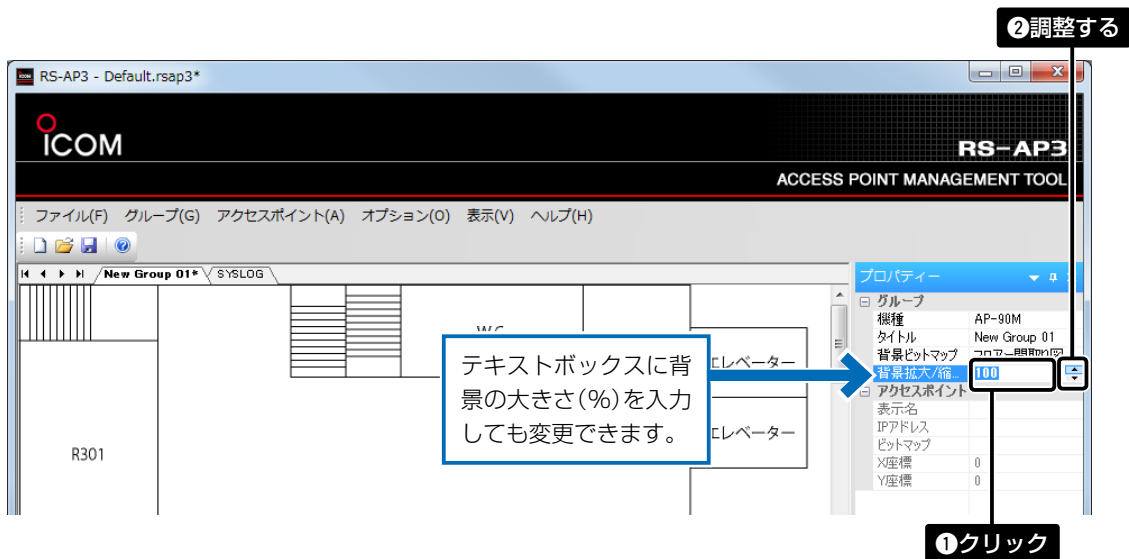 ❷調整する
RS-AP3 - Default.rsap3*
ICOM
RS-AP3
ACCESS POINT MANAGEMENT TOOL
ファイル(F) グループ(G) アクセスポイント(A) オプション(O) 表示(V) ヘルプ(H)
New Group 01* SYSLOG
プロパティー
グループ
機種 AP-90M
タイトル New Group 01
背景ビットマップ フロアー間取り図
背景拡大/縮... 100
アクセスポイント
表示名
IPアドレス
ビットマップ
X座標 0
Y座標 0
W.C.
テキストボックスに背
景の大きさ(%)を入力
しても変更できます。
エレベーター
エレベーター
R301
❶クリック